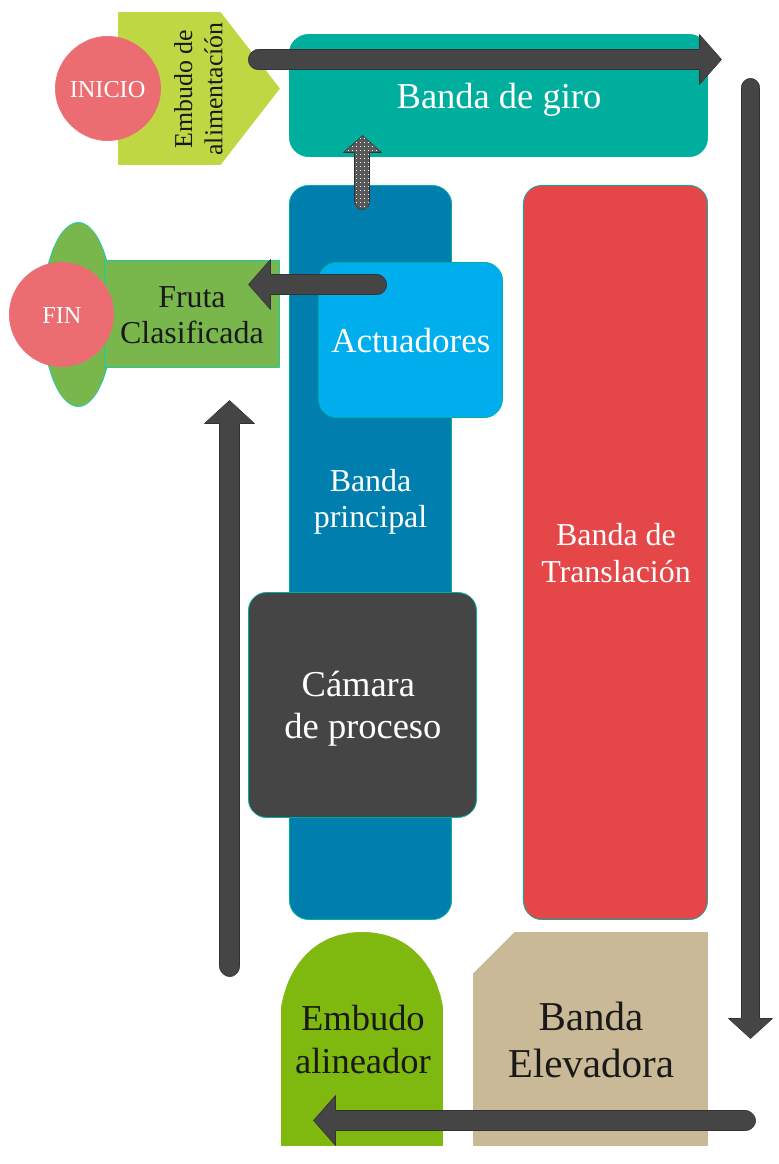 INICIO
Embudo de
alimentación
Banda de giro
FIN
Fruta
Clasificada
Actuadores
Banda
principal
Banda de
Translación
Cámara
de proceso
Embudo
alineador
Banda
Elevadora